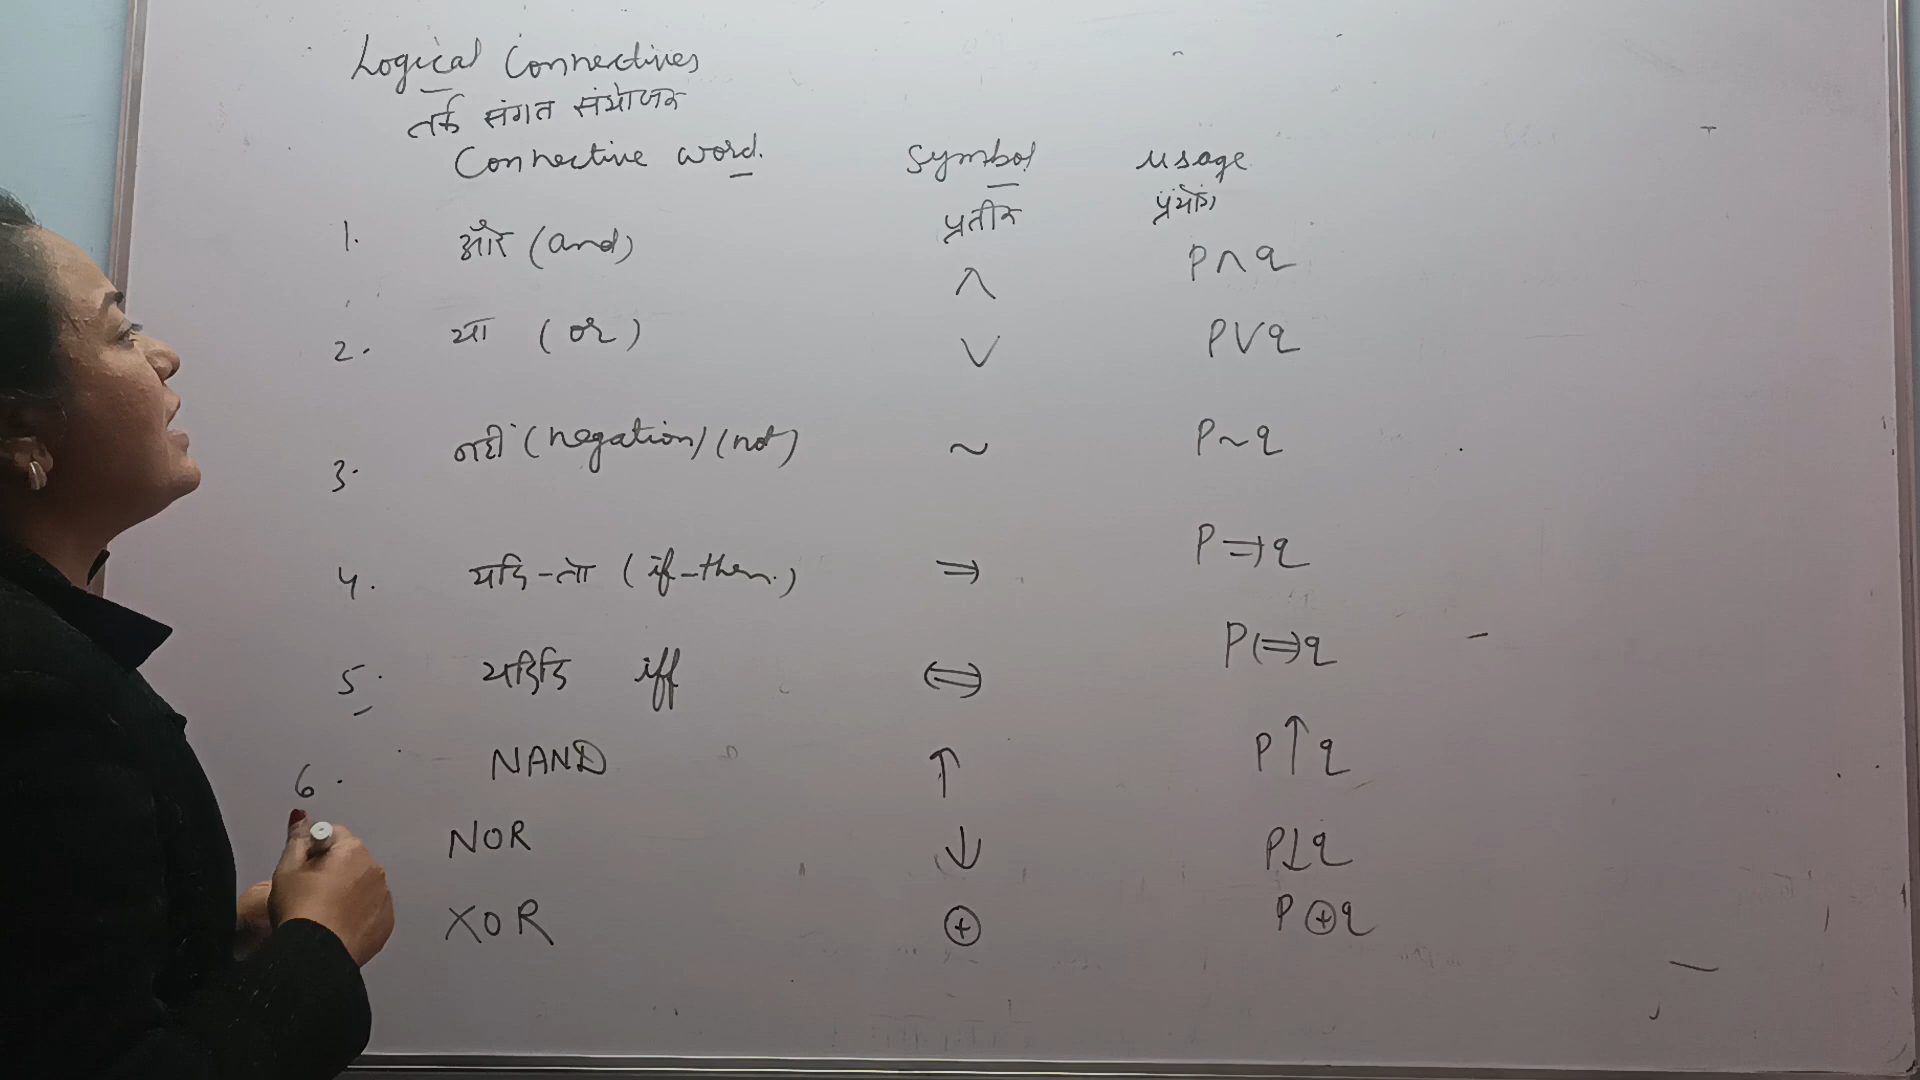 Logical Connectives
तर्क संगत संयोजक
Connective word. Symbol usage
प्रतीक प्रयोग
1. और (and) ∧ P∧q
2. या (or) ∨ P∨q
3. नहीं (negation) (not) ~ P~q
4. यदि-तो (if-then.) ⇒ P⇒q
5. यदिदि iff ⇔ P⇔q
6. NAND ↑ P↑q
NOR ↓ P↓q
XOR ⊕ P⊕q